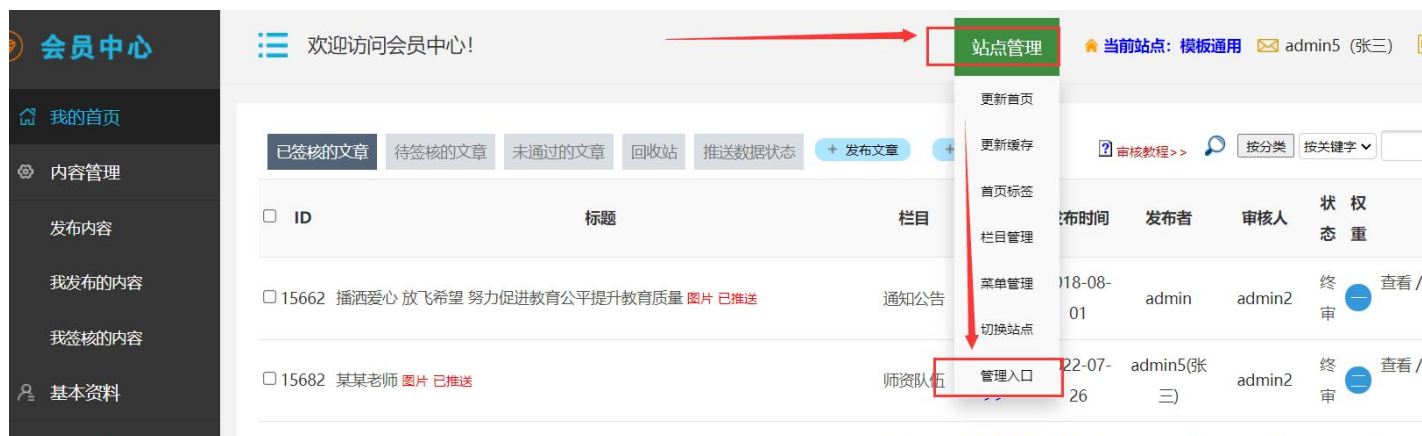 会员中心
欢迎访问会员中心!
站点管理
当前站点：模板通用
admin5 (张三)
我的首页
内容管理
发布内容
我发布的内容
我签核的内容
基本资料
已签核的文章 待签核的文章 未通过的文章 回收站 推送数据状态 + 发布文章 +
更新首页
更新缓存
首页标签
栏目管理
菜单管理
切换站点
管理入口
审核教程>> 按分类 按关键字
ID 标题 栏目 布时间 发布者 审核人 状态 权重
15662 播洒爱心 放飞希望 努力促进教育公平提升教育质量 图片 已推送 通知公告 018-08-01 admin admin2 终审 一 查看 /
15682 某某老师 图片 已推送 师资队伍 022-07-26 admin5(张三) admin2 终审 二 查看 /